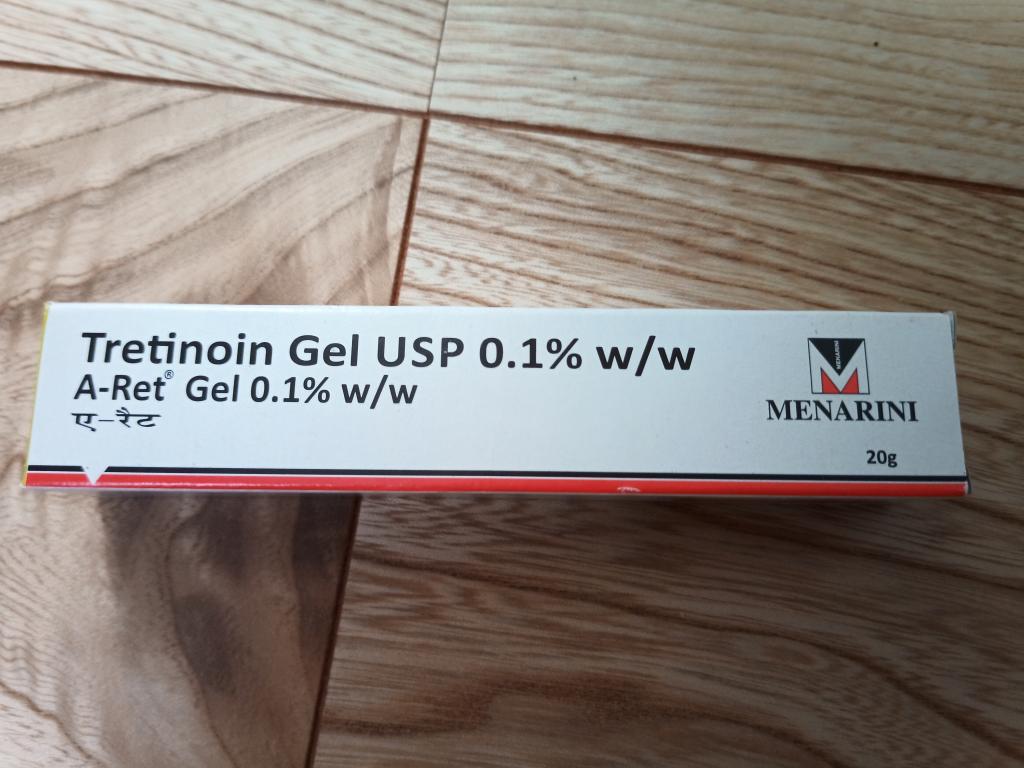 Tretinoin Gel USP 0.1% w/w
A-Ret® Gel 0.1% w/w
ए-रैट
MENARINI
MENARINI
20g